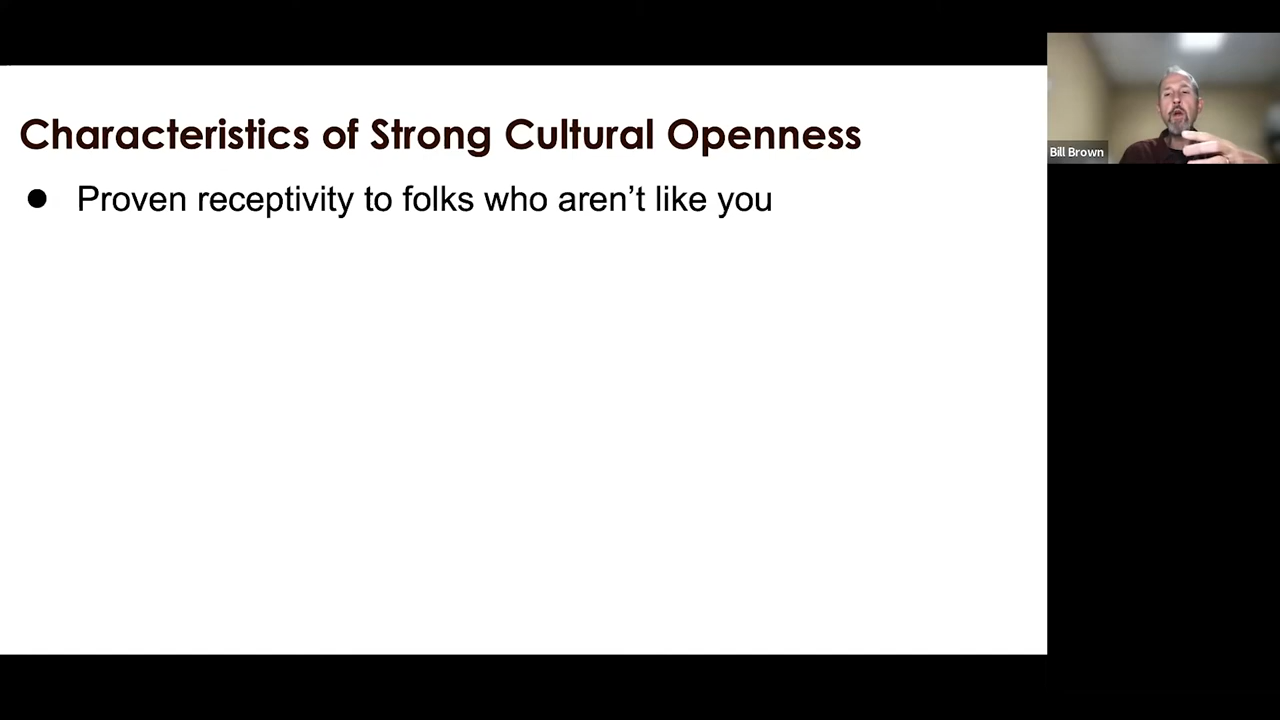 Characteristics of Strong Cultural Openness
● Proven receptivity to folks who aren’t like you
Bill Brown